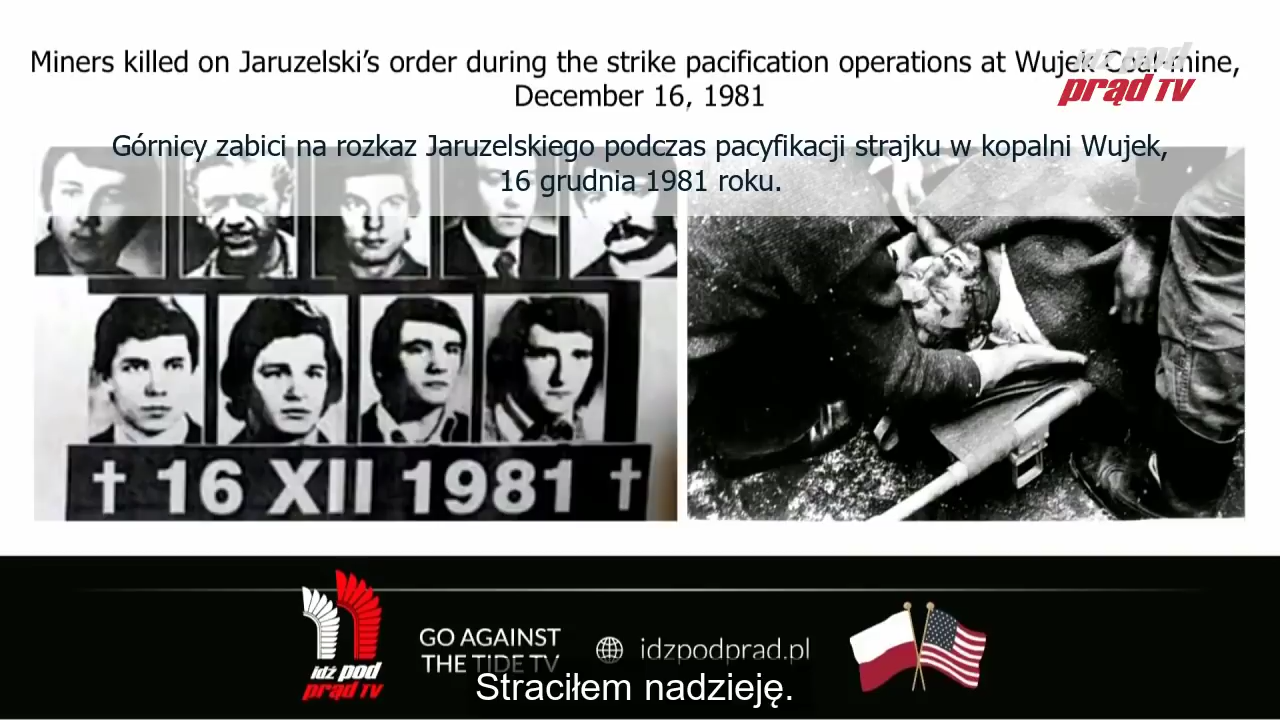 Miners killed on Jaruzelski's order during the strike pacification operations at Wujek Coal Mine,
December 16, 1981
idź pod
prąd TV
Górnicy zabici na rozkaz Jaruzelskiego podczas pacyfikacji strajku w kopalni Wujek,
16 grudnia 1981 roku.
† 16 XII 1981 †
idź pod
prąd TV
GO AGAINST
THE TIDE TV
idzpodprad.pl
Straciłem nadzieję.